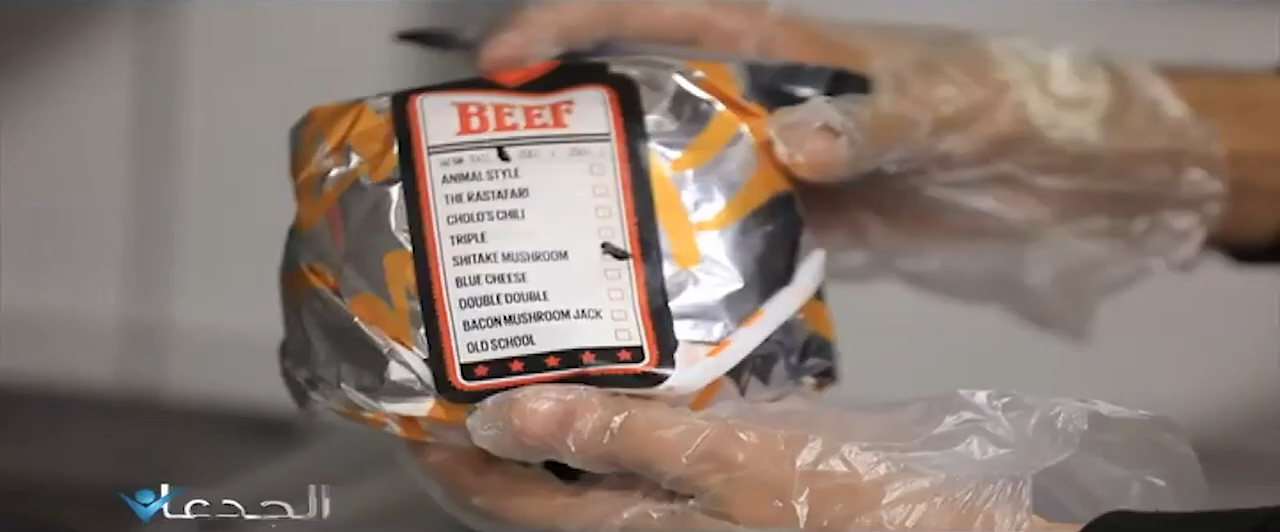 BEEF
ANIMAL STYLE
THE RASTAFARI
CHOLO'S CHILI
TRIPLE
SHITAKE MUSHROOM
BLUE CHEESE
DOUBLE DOUBLE
BACON MUSHROOM JACK
OLD SCHOOL
الجدعان